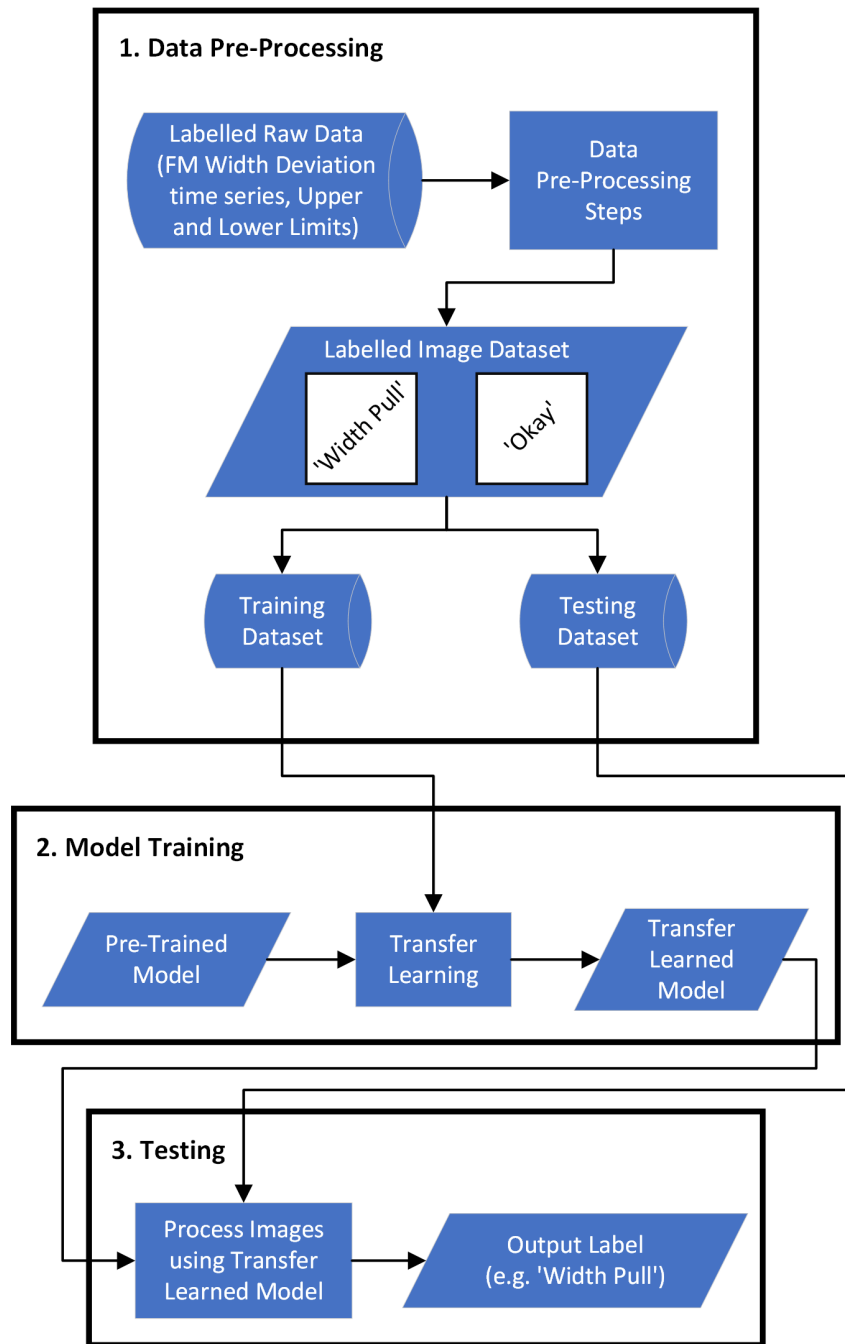 1. Data Pre-Processing
Labelled Raw Data
(FM Width Deviation
time series, Upper
and Lower Limits)
Data
Pre-Processing
Steps
Labelled Image Dataset
'Width Pull'
'Okay'
Training
Dataset
Testing
Dataset
2. Model Training
Pre-Trained
Model
Transfer
Learning
Transfer
Learned
Model
3. Testing
Process Images
using Transfer
Learned Model
Output Label
(e.g. 'Width Pull')